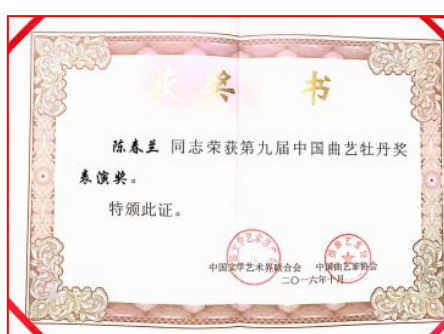 获奖证书
陈春兰 同志荣获第九届中国曲艺牡丹奖
表演奖。
特颁此证。
中国文学艺术界联合会 中国曲艺家协会
二〇一六年十月